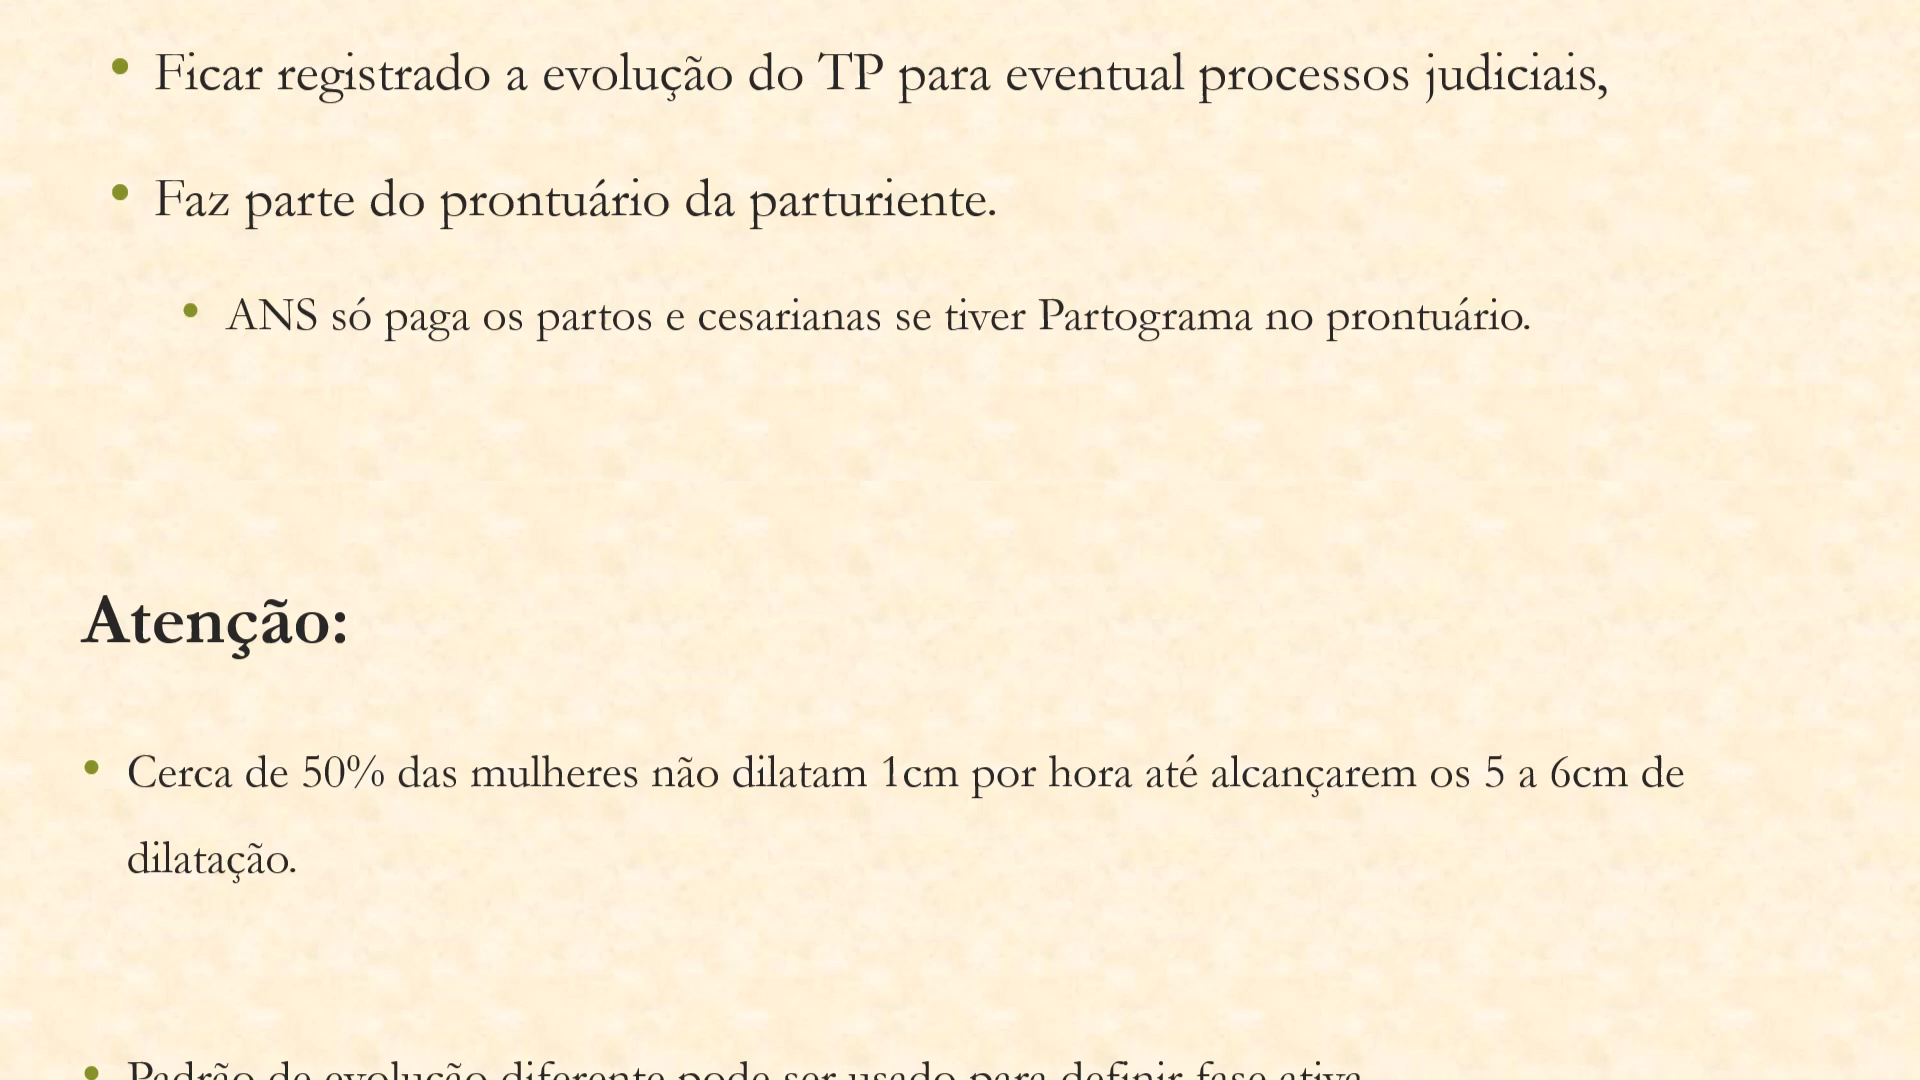 • Ficar registrado a evolução do TP para eventual processos judiciais,
• Faz parte do prontuário da parturiente.
• ANS só paga os partos e cesarianas se tiver Partograma no prontuário.
Atenção:
• Cerca de 50% das mulheres não dilatam 1cm por hora até alcançarem os 5 a 6cm de
dilatação.
• Padrão de evolução diferente pode ser usado para definir fase ativa